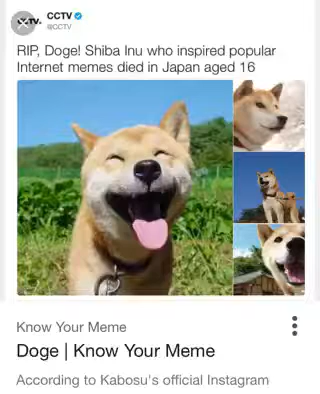 CCTV
@CCTV
RIP, Doge! Shiba Inu who inspired popular
Internet memes died in Japan aged 16
Know Your Meme
Doge | Know Your Meme
According to Kabosu's official Instagram